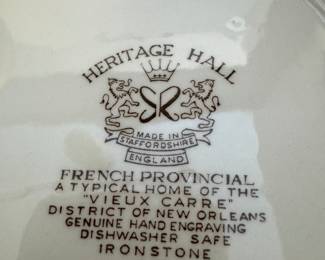 HERITAGE HALL
SR
MADE IN
STAFFORDSHIRE
ENGLAND
FRENCH PROVINCIAL
A TYPICAL HOME OF THE
"VIEUX CARRE"
DISTRICT OF NEW ORLEANS
GENUINE HAND ENGRAVING
DISHWASHER SAFE
IRONSTONE